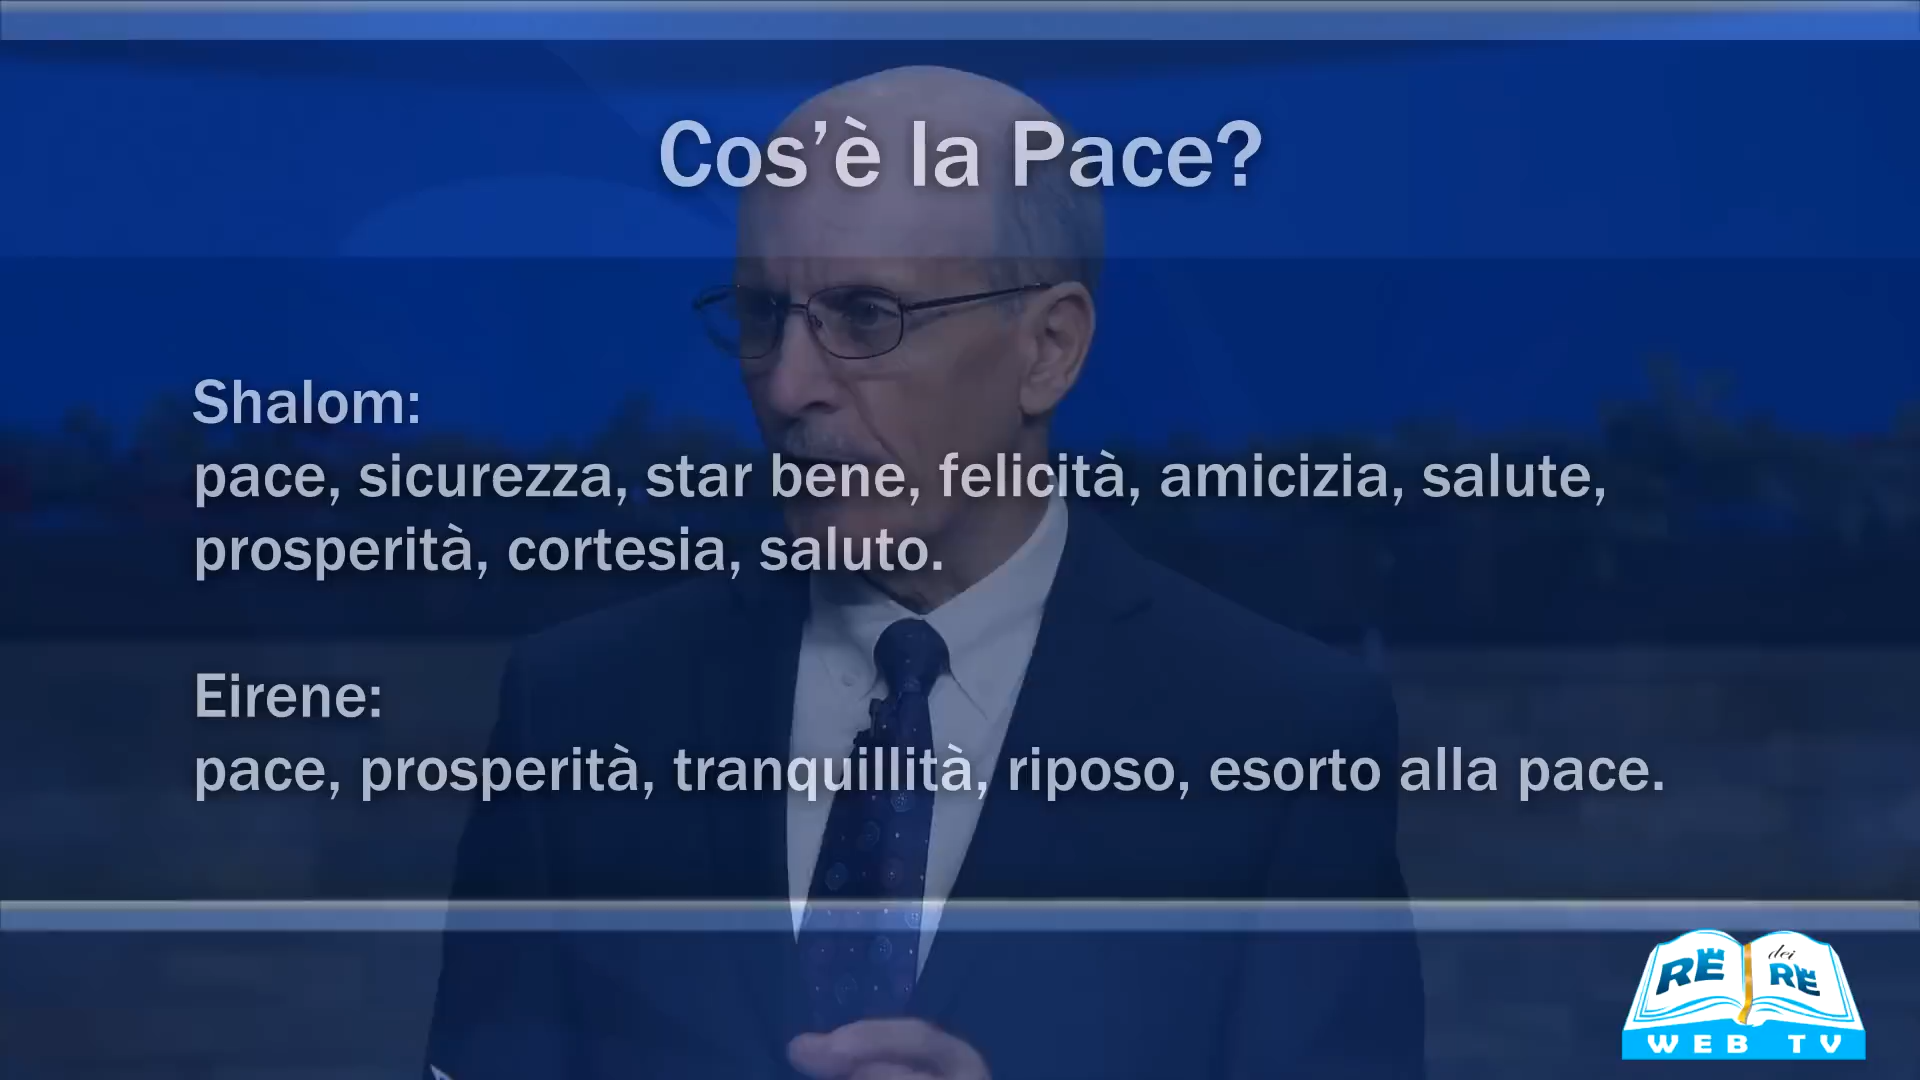 Cos’è la Pace?
Shalom:
pace, sicurezza, star bene, felicità, amicizia, salute,
prosperità, cortesia, saluto.
Eirene:
pace, prosperità, tranquillità, riposo, esorto alla pace.
RE dei RE
WEB TV